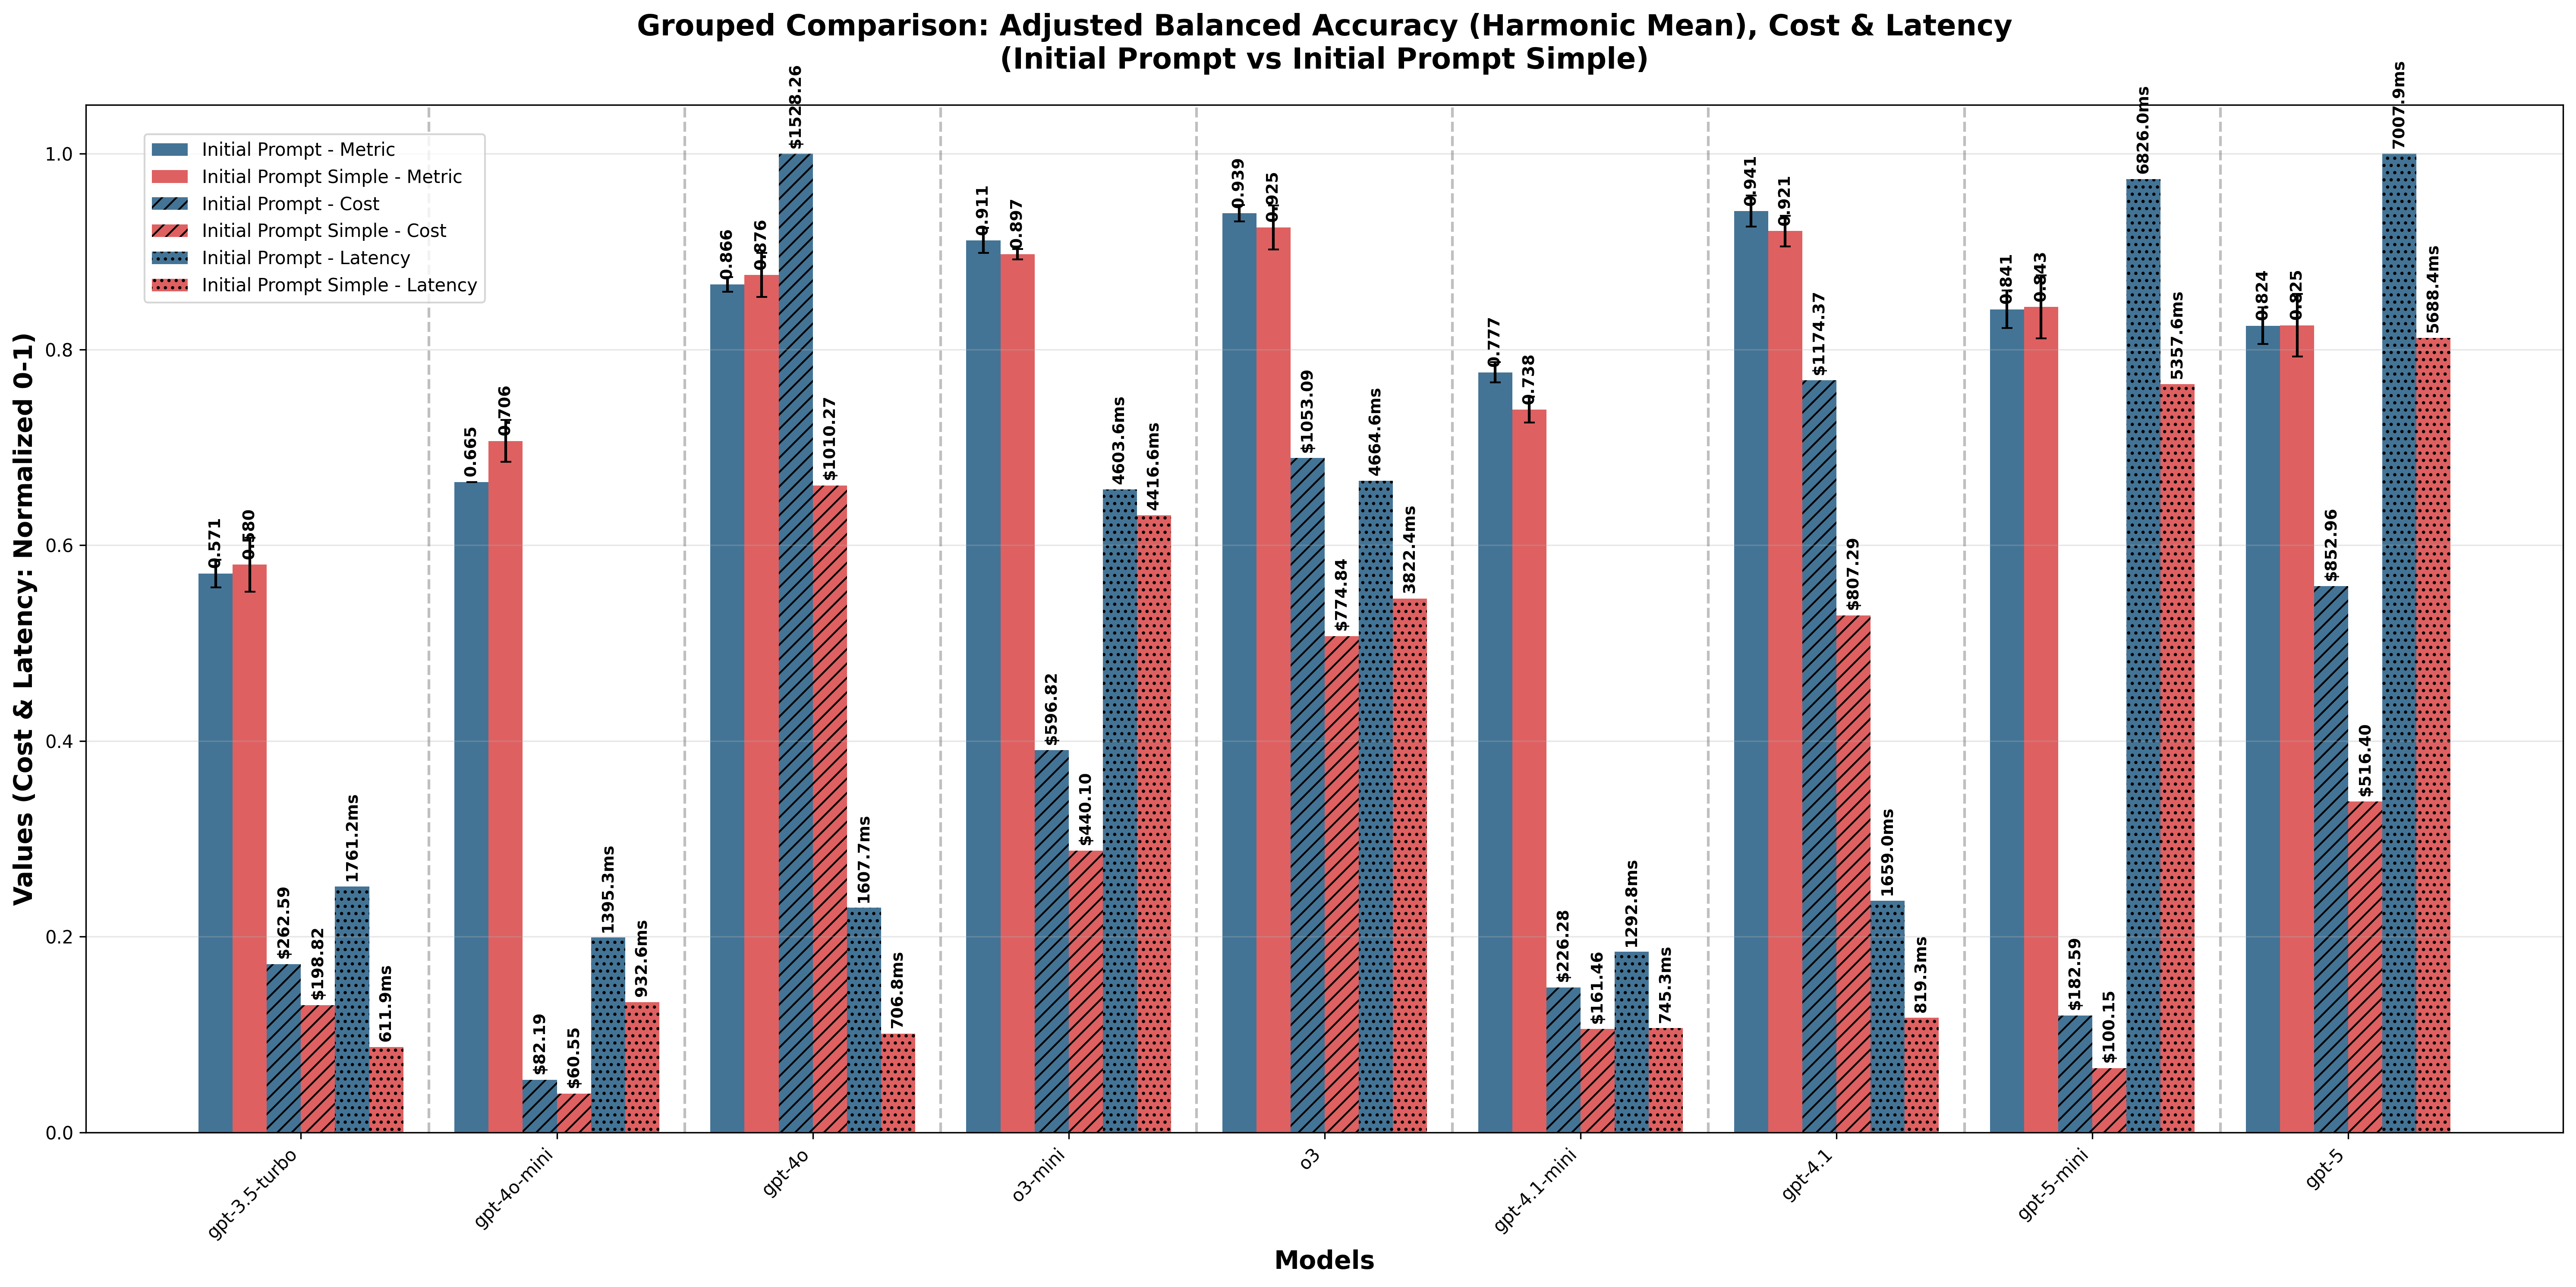 Grouped Comparison: Adjusted Balanced Accuracy (Harmonic Mean), Cost & Latency
(Initial Prompt vs Initial Prompt Simple)
Values (Cost & Latency: Normalized 0-1)
1.0
0.8
0.6
0.4
0.2
0.0
Initial Prompt - Metric
Initial Prompt Simple - Metric
Initial Prompt - Cost
Initial Prompt Simple - Cost
Initial Prompt - Latency
Initial Prompt Simple - Latency
0.571
0.580
$262.59
$198.82
1761.2ms
611.9ms
0.665
0.706
$82.19
$60.55
1395.3ms
932.6ms
0.866
0.876
$1528.26
$1010.27
1607.7ms
706.8ms
0.911
0.897
$596.82
$440.10
4603.6ms
4416.6ms
0.939
0.925
$1053.09
$774.84
4664.6ms
3822.4ms
0.777
0.738
$226.28
$161.46
1292.8ms
745.3ms
0.941
0.921
$1174.37
$807.29
1659.0ms
819.3ms
0.841
0.843
$182.59
$100.15
6826.0ms
5357.6ms
0.824
0.825
$852.96
$516.40
7007.9ms
5688.4ms
gpt-3.5-turbo
gpt-4o-mini
gpt-4o
o3-mini
o3
gpt-4.1-mini
gpt-4.1
gpt-5-mini
gpt-5
Models